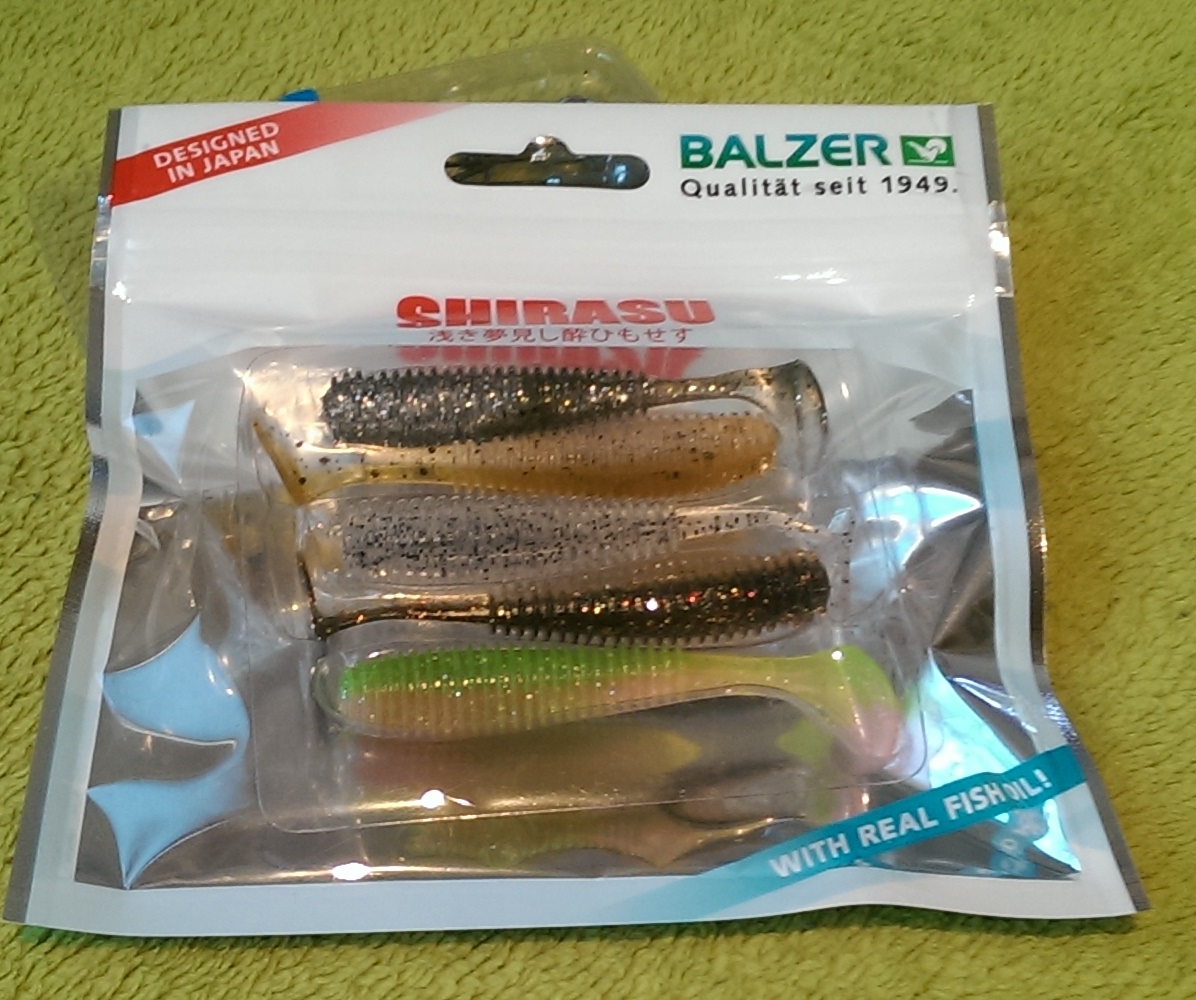 DESIGNED
IN JAPAN
BALZER
Qualität seit 1949.
SHIRASU
浅き夢見し酔ひもせす
WITH REAL FISH OIL!